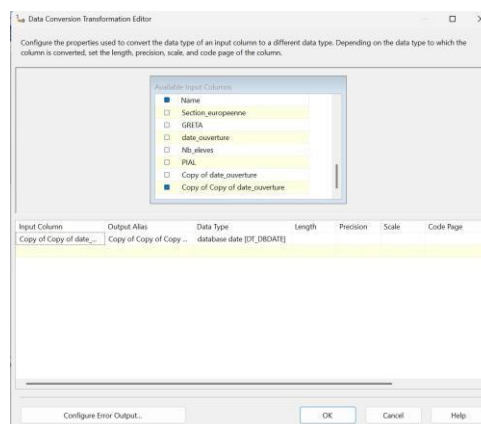 Data Conversion Transformation Editor
Configure the properties used to convert the data type of an input column to a different data type. Depending on the data type to which the
column is converted, set the length, precision, scale, and code page of the column.
Available Input Columns
Name
Section_europeenne
GRETA
date_ouverture
Nb_eleves
PIAL
Copy of date_ouverture
Copy of Copy of date_ouverture
Input Column Output Alias Data Type Length Precision Scale Code Page
Copy of Copy of date_... Copy of Copy of Copy ... database date [DT_DBDATE]
Configure Error Output... OK Cancel Help